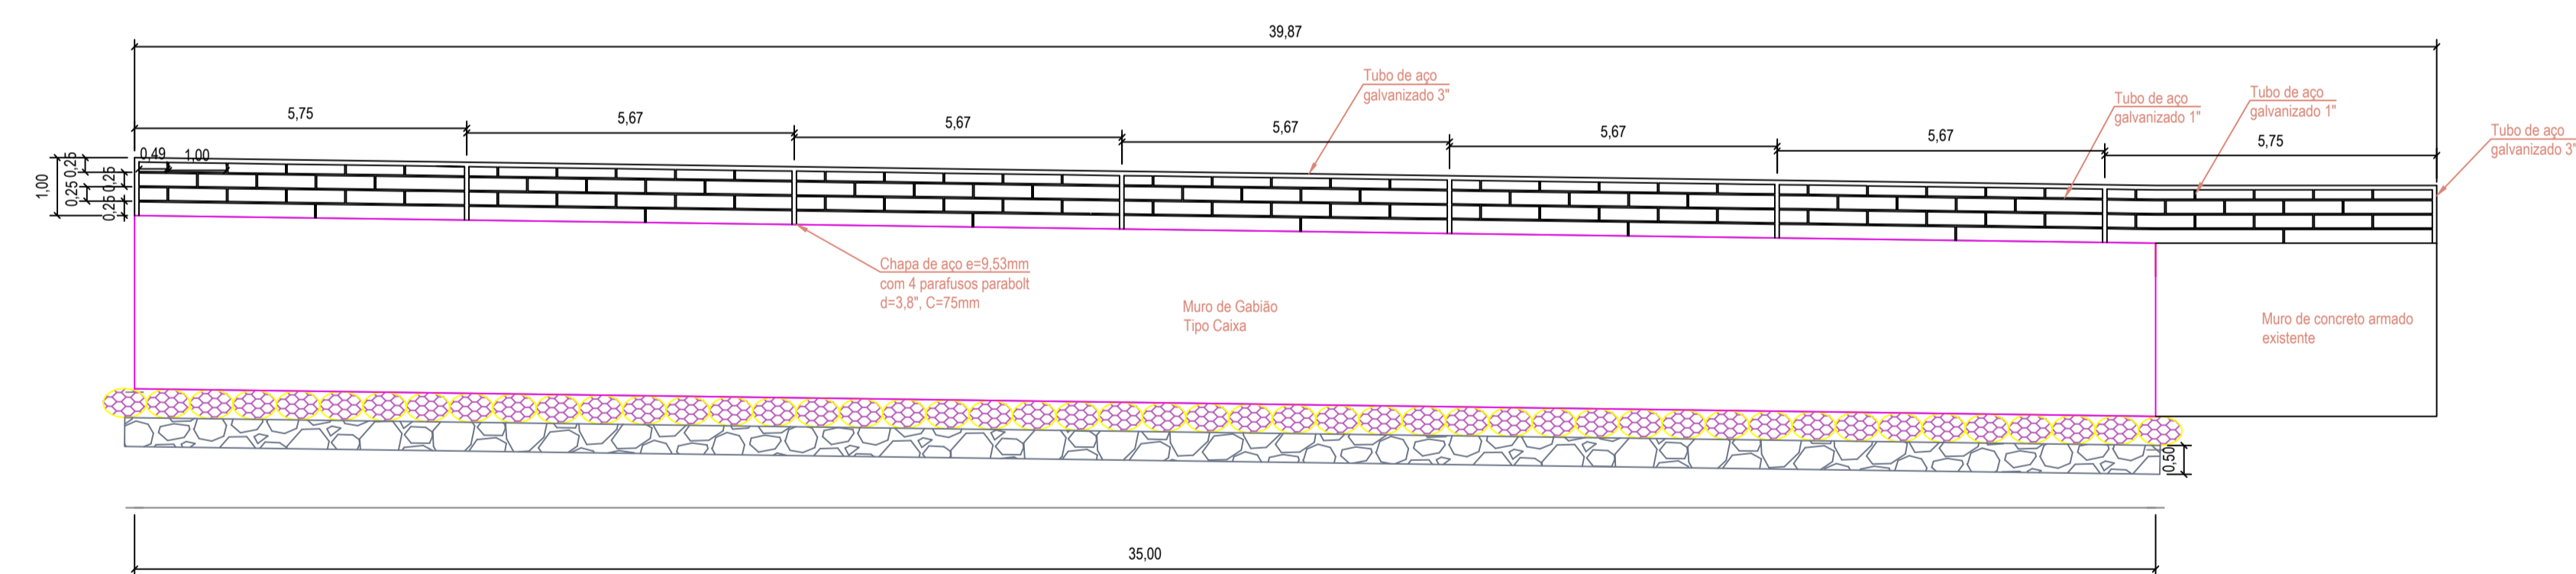 39,87
Tubo de aço
galvanizado 3"
Tubo de aço
galvanizado 1"
Tubo de aço
galvanizado 1"
Tubo de aço
galvanizado 3"
5,75
5,67
5,67
5,67
5,67
5,67
5,75
0,49
1,00
1,00
0,25
0,25
0,25
0,25
Chapa de aço e=9,53mm
com 4 parafusos parabolt
d=3,8", C=75mm
Muro de Gabião
Tipo Caixa
Muro de concreto armado
existente
0,50
35,00